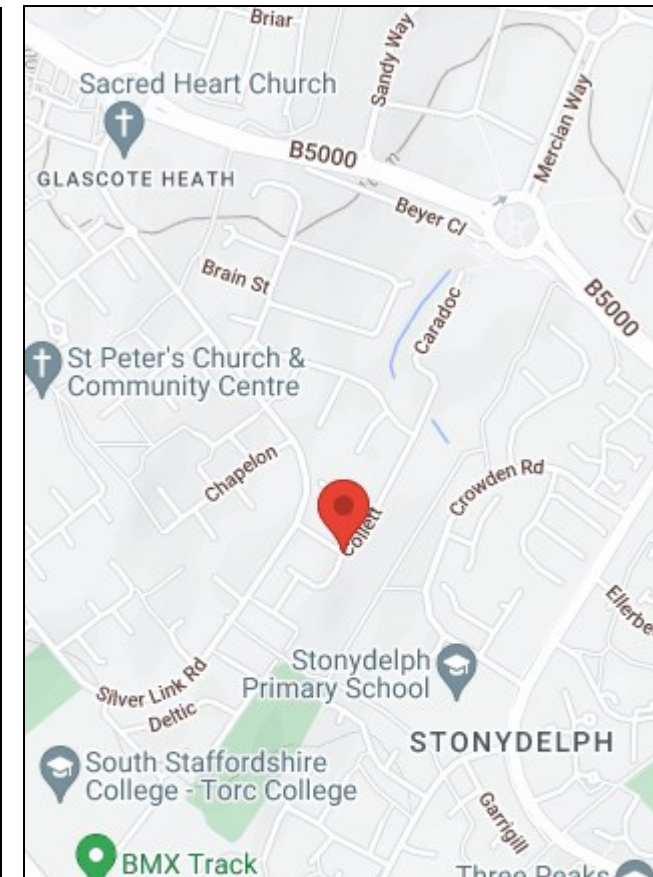 Briar
Sandy Way
Sacred Heart Church
Mercian Way
B5000
GLASCOTE HEATH
Beyer Cl
Brain St
B5000
Caradoc
St Peter's Church &
Community Centre
Chapelon
Crowden Rd
Collett
Stonydelph
Primary School
Silver Link Rd
Deltic
STONYDELPH
South Staffordshire
College - Torc College
Garrigill
BMX Track
Three Peaks